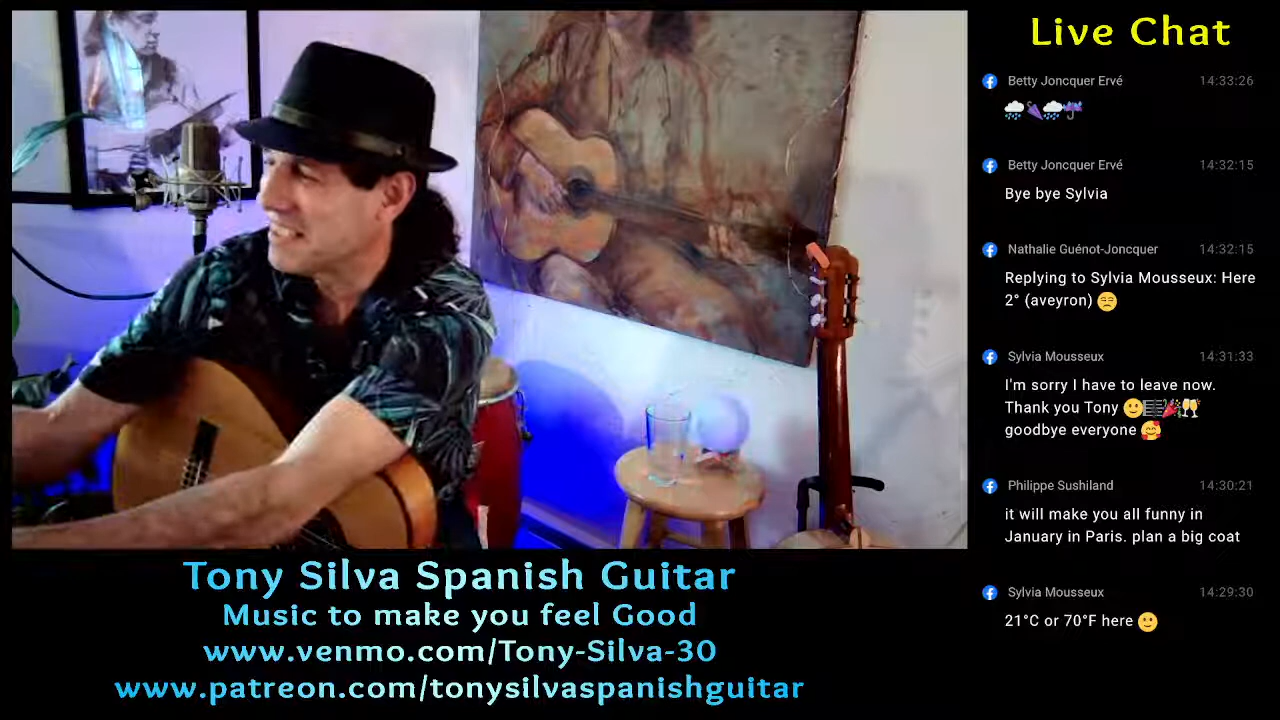 Live Chat
Betty Joncquer Ervé 14:33:26
🌧️🌂🌧️☔
Betty Joncquer Ervé 14:32:15
Bye bye Sylvia
Nathalie Guénot-Joncquer 14:32:15
Replying to Sylvia Mousseux: Here
2° (aveyron) 😒
Sylvia Mousseux 14:31:33
I'm sorry I have to leave now.
Thank you Tony 🙂🎼🎉🥂
goodbye everyone 🥰
Philippe Sushiland 14:30:21
it will make you all funny in
January in Paris. plan a big coat
Sylvia Mousseux 14:29:30
21°C or 70°F here 🙂
Tony Silva Spanish Guitar
Music to make you feel Good
www.venmo.com/Tony-Silva-30
www.patreon.com/tonysilvaspanishguitar